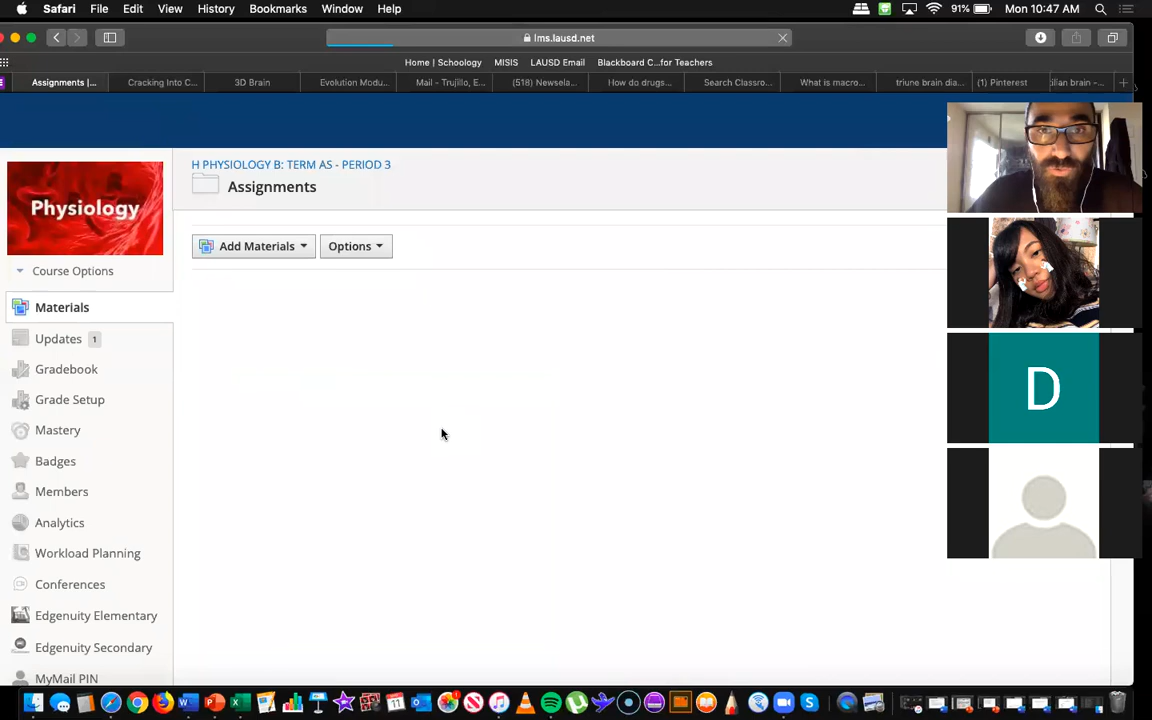 Safari File Edit View History Bookmarks Window Help 91% Mon 10:47 AM
lms.lausd.net
Home | Schoology MISIS LAUSD Email Blackboard C...for Teachers
Assignments |... Cracking Into C... 3D Brain Evolution Modu... Mail - Trujillo, E... (518) Newsela... How do drugs... Search Classro... What is macro... triune brain dia... (1) Pinterest ilian brain -...
H PHYSIOLOGY B: TERM AS - PERIOD 3
Assignments
Physiology
Add Materials Options
Course Options
Materials
Updates 1
Gradebook
Grade Setup
Mastery
Badges
Members
Analytics
Workload Planning
Conferences
Edgenuity Elementary
Edgenuity Secondary
MyMail PIN
D